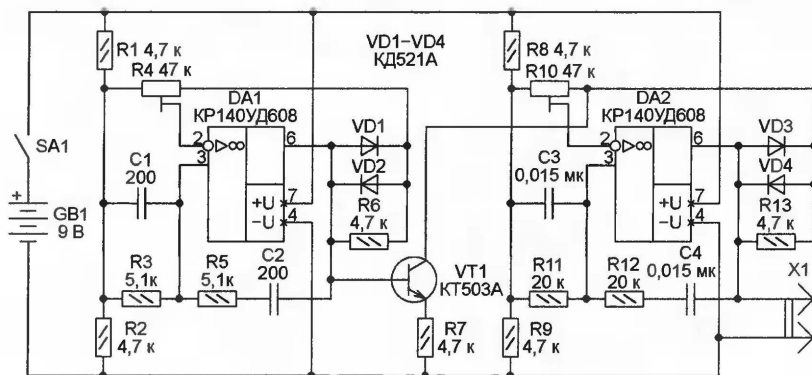 R1 4,7 к
R4 47 к
VD1–VD4
КД521А
R8 4,7 к
R10 47 к
DA1
КР140УД608
DA2
КР140УД608
SA1
2
3
6
▷∞
+U
–U
7
4
VD1
VD2
R6
4,7 к
C1
200
2
3
6
▷∞
+U
–U
7
4
VD3
VD4
R13
4,7 к
C3
0,015 мк
+
GB1
9 В
R3
5,1к
R5
5,1к
C2
200
VT1
КТ503А
R11
20 к
R12
20 к
C4
0,015 мк
X1
R2
4,7 к
R7
4,7 к
R9
4,7 к